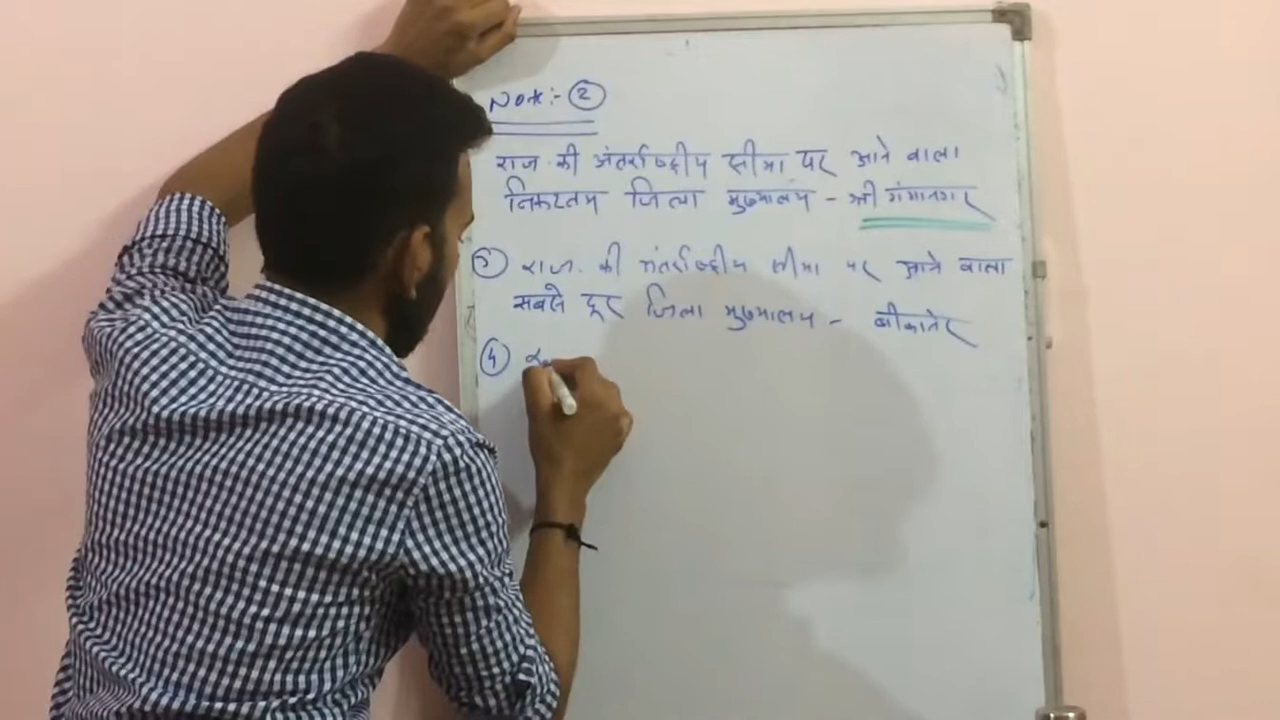 Note:- ②
राज. की अंतर्राष्ट्रीय सीमा पर आने वाला
निकटतम जिला मुख्यालय - श्री गंगानगर
③ राज. की अंतर्राष्ट्रीय सीमा पर आने वाला
सबसे दूर जिला मुख्यालय - बीकानेर
④